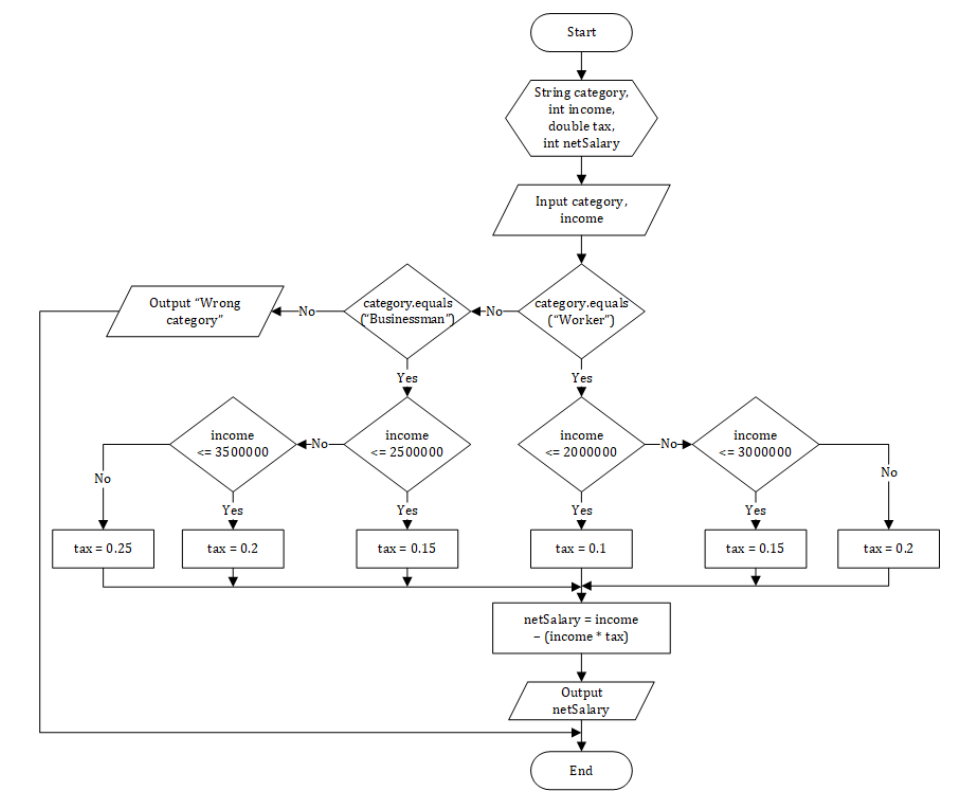 Start
String category,
int income,
double tax,
int netSalary
Input category,
income
Output “Wrong
category”
No
category.equals
(“Businessman”)
No
category.equals
(“Worker”)
Yes
Yes
income
<= 3500000
No
income
<= 2500000
income
<= 2000000
No
income
<= 3000000
No
No
Yes
Yes
Yes
Yes
tax = 0.25
tax = 0.2
tax = 0.15
tax = 0.1
tax = 0.15
tax = 0.2
netSalary = income
– (income * tax)
Output
netSalary
End